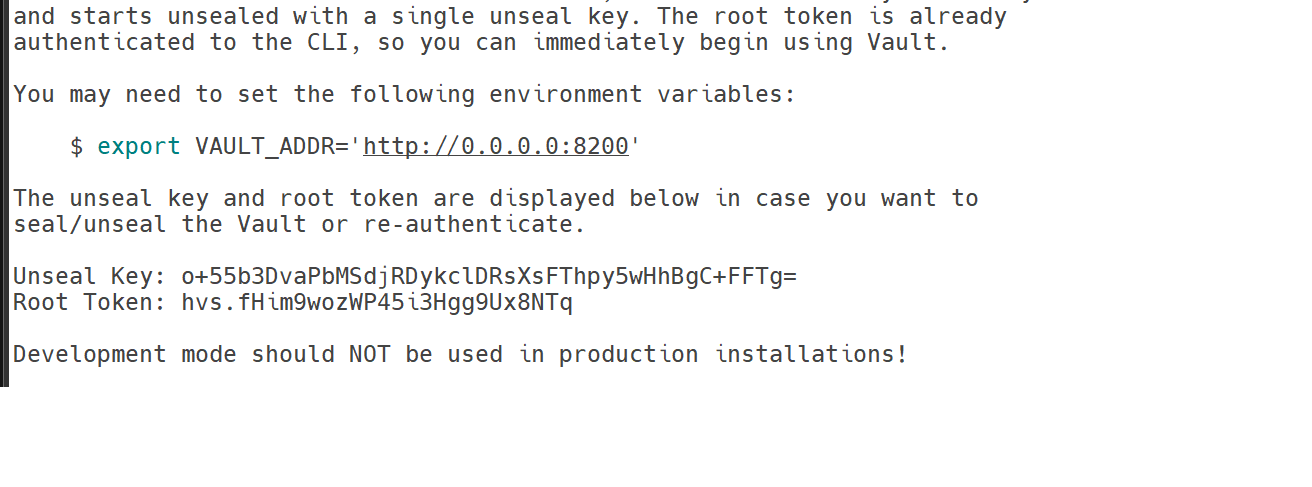 and starts unsealed with a single unseal key. The root token is already
authenticated to the CLI, so you can immediately begin using Vault.
You may need to set the following environment variables:
$ export VAULT_ADDR='http://0.0.0.0:8200'
The unseal key and root token are displayed below in case you want to
seal/unseal the Vault or re-authenticate.
Unseal Key: o+55b3DvaPbMSdjRDykclDRsXsFThpy5wHhBgC+FFTg=
Root Token: hvs.fHim9wozWP45i3Hgg9Ux8NTq
Development mode should NOT be used in production installations!